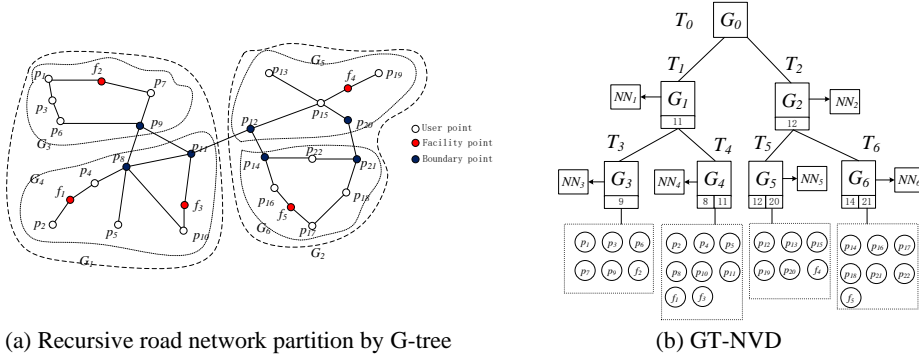 p1
f2
p7
p3
p6
p9
G3
G5
p13
f4
p19
p15
p12
p20
p8
p11
G4
p4
f1
f3
p2
p5
p10
G1
p14
p22
p21
p16
p18
f5
p17
G6
G2
User point
Facility point
Boundary point
(a) Recursive road network partition by G-tree
T0 G0
T1 T2
NN1 G1 G2 NN2
11 12
T3 T4 T5 T6
NN3 G3 NN4 G4 G5 NN5 G6 NN6
9 8 11 12 20 14 21
p1 p3 p6
p7 p9 f2
p2 p4 p5
p8 p10 p11
f1 f3
p12 p13 p15
p19 p20 f4
p14 p16 p17
p18 p21 p22
f5
(b) GT-NVD